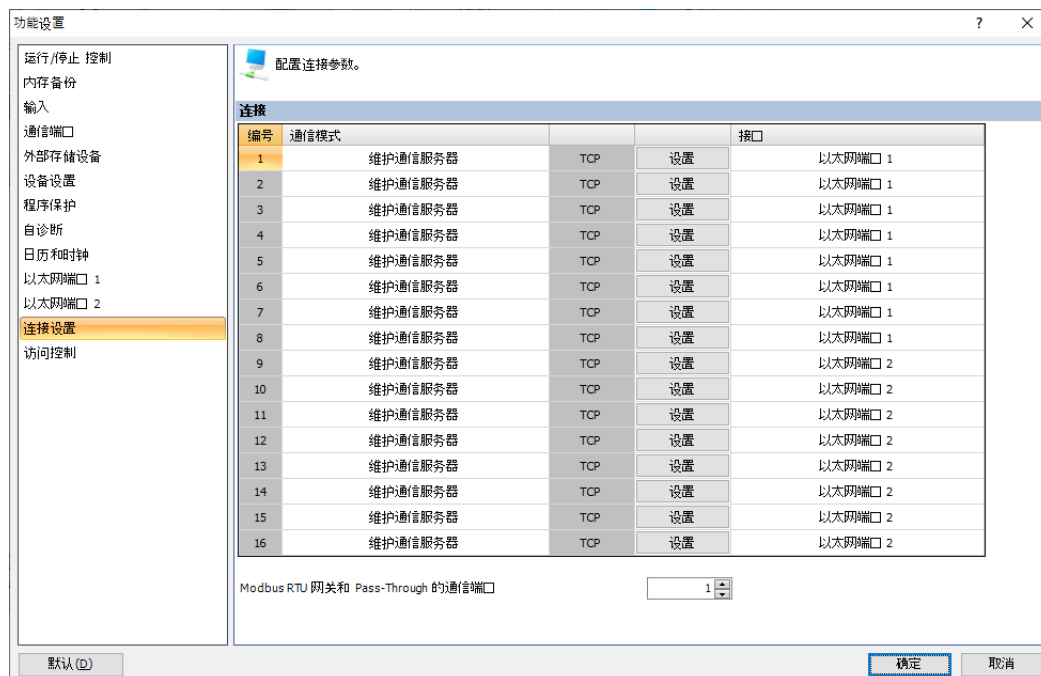 功能设置
? ×
运行/停止 控制
内存备份
输入
通信端口
外部存储设备
设备设置
程序保护
自诊断
日历和时钟
以太网端口 1
以太网端口 2
连接设置
访问控制
配置连接参数。
连接
编号 通信模式 接口
1 维护通信服务器 TCP 设置 以太网端口 1
2 维护通信服务器 TCP 设置 以太网端口 1
3 维护通信服务器 TCP 设置 以太网端口 1
4 维护通信服务器 TCP 设置 以太网端口 1
5 维护通信服务器 TCP 设置 以太网端口 1
6 维护通信服务器 TCP 设置 以太网端口 1
7 维护通信服务器 TCP 设置 以太网端口 1
8 维护通信服务器 TCP 设置 以太网端口 1
9 维护通信服务器 TCP 设置 以太网端口 2
10 维护通信服务器 TCP 设置 以太网端口 2
11 维护通信服务器 TCP 设置 以太网端口 2
12 维护通信服务器 TCP 设置 以太网端口 2
13 维护通信服务器 TCP 设置 以太网端口 2
14 维护通信服务器 TCP 设置 以太网端口 2
15 维护通信服务器 TCP 设置 以太网端口 2
16 维护通信服务器 TCP 设置 以太网端口 2
Modbus RTU 网关和 Pass-Through 的通信端口 1
默认(D) 确定 取消